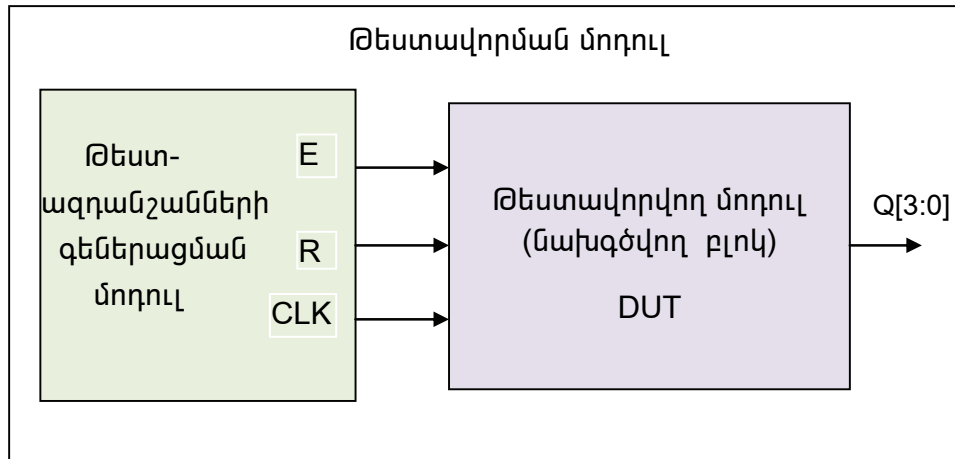 Թեստավորման մոդուլ
Թեստ-
ազդանշանների
գեներացման
մոդուլ
E
R
CLK
Թեստավորվող մոդուլ
(նախգծվող բլոկ)
DUT
Q[3:0]